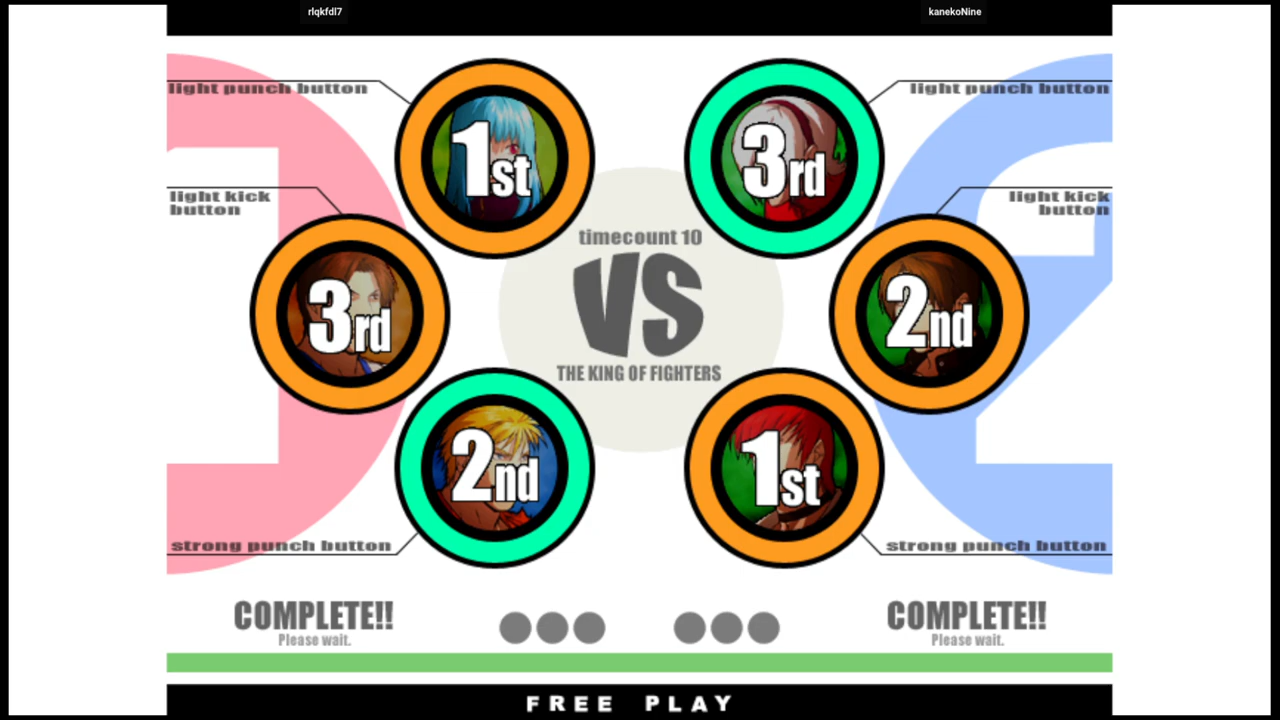 rlqkfdl7
kanekoNine
light punch button
light punch button
1st
3rd
light kick
button
light kick
button
timecount 10
VS
THE KING OF FIGHTERS
3rd
2nd
2nd
1st
strong punch button
strong punch button
COMPLETE!!
Please wait.
COMPLETE!!
Please wait.
FREE PLAY
1
2